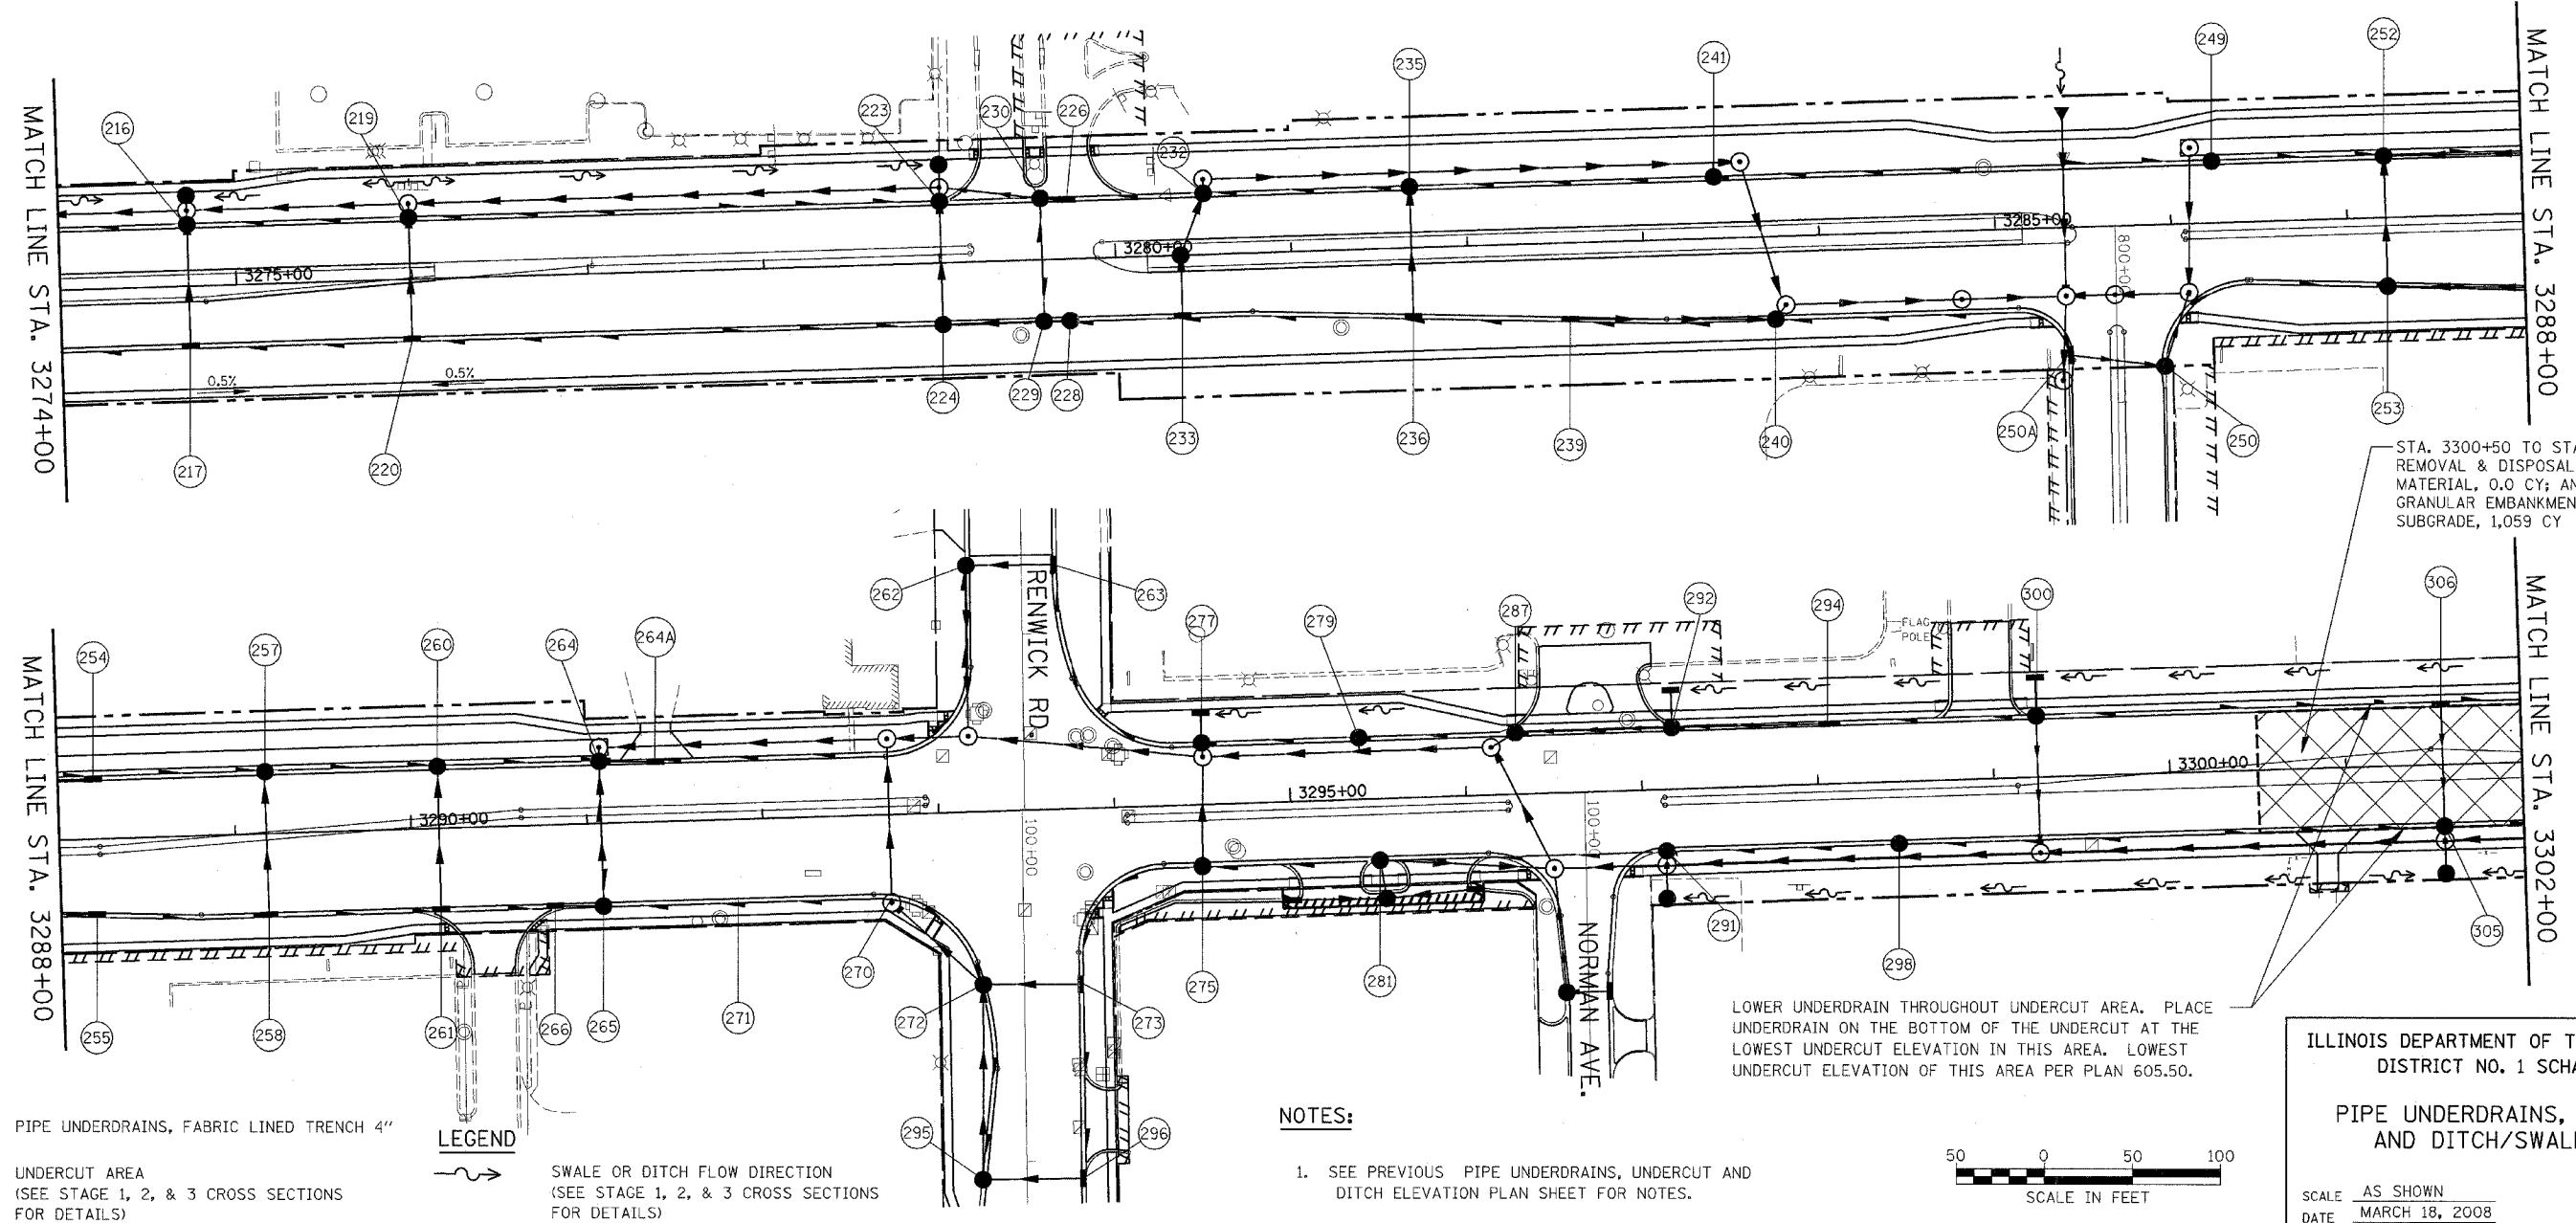 MATCH LINE STA. 3274+00
216
219
223
230
226
232
235
241
249
252
MATCH LINE STA. 3288+00
3275+00
3280+00
3285+00
800+00
0.5%
0.5%
217
220
224
229
228
233
236
239
240
250A
250
253
STA. 3300+50 TO STA
REMOVAL & DISPOSAL
MATERIAL, 0.0 CY; AN
GRANULAR EMBANKMEN
SUBGRADE, 1,059 CY
MATCH LINE STA. 3288+00
254
257
260
264
264A
262
263
RENWICK RD.
277
279
287
292
294
FLAG
POLE
300
306
MATCH LINE STA. 3302+00
3290+00
3295+00
3300+00
100+00
100+00
255
258
261
266
265
271
270
272
273
275
281
NORMAN AVE.
291
298
305
295
296
LOWER UNDERDRAIN THROUGHOUT UNDERCUT AREA. PLACE
UNDERDRAIN ON THE BOTTOM OF THE UNDERCUT AT THE
LOWEST UNDERCUT ELEVATION IN THIS AREA. LOWEST
UNDERCUT ELEVATION OF THIS AREA PER PLAN 605.50.
PIPE UNDERDRAINS, FABRIC LINED TRENCH 4"
LEGEND
UNDERCUT AREA
(SEE STAGE 1, 2, & 3 CROSS SECTIONS
FOR DETAILS)
SWALE OR DITCH FLOW DIRECTION
(SEE STAGE 1, 2, & 3 CROSS SECTIONS
FOR DETAILS)
NOTES:
1. SEE PREVIOUS PIPE UNDERDRAINS, UNDERCUT AND
DITCH ELEVATION PLAN SHEET FOR NOTES.
50 0 50 100
SCALE IN FEET
ILLINOIS DEPARTMENT OF T
DISTRICT NO. 1 SCHA
PIPE UNDERDRAINS,
AND DITCH/SWALE
SCALE AS SHOWN
DATE MARCH 18, 2008